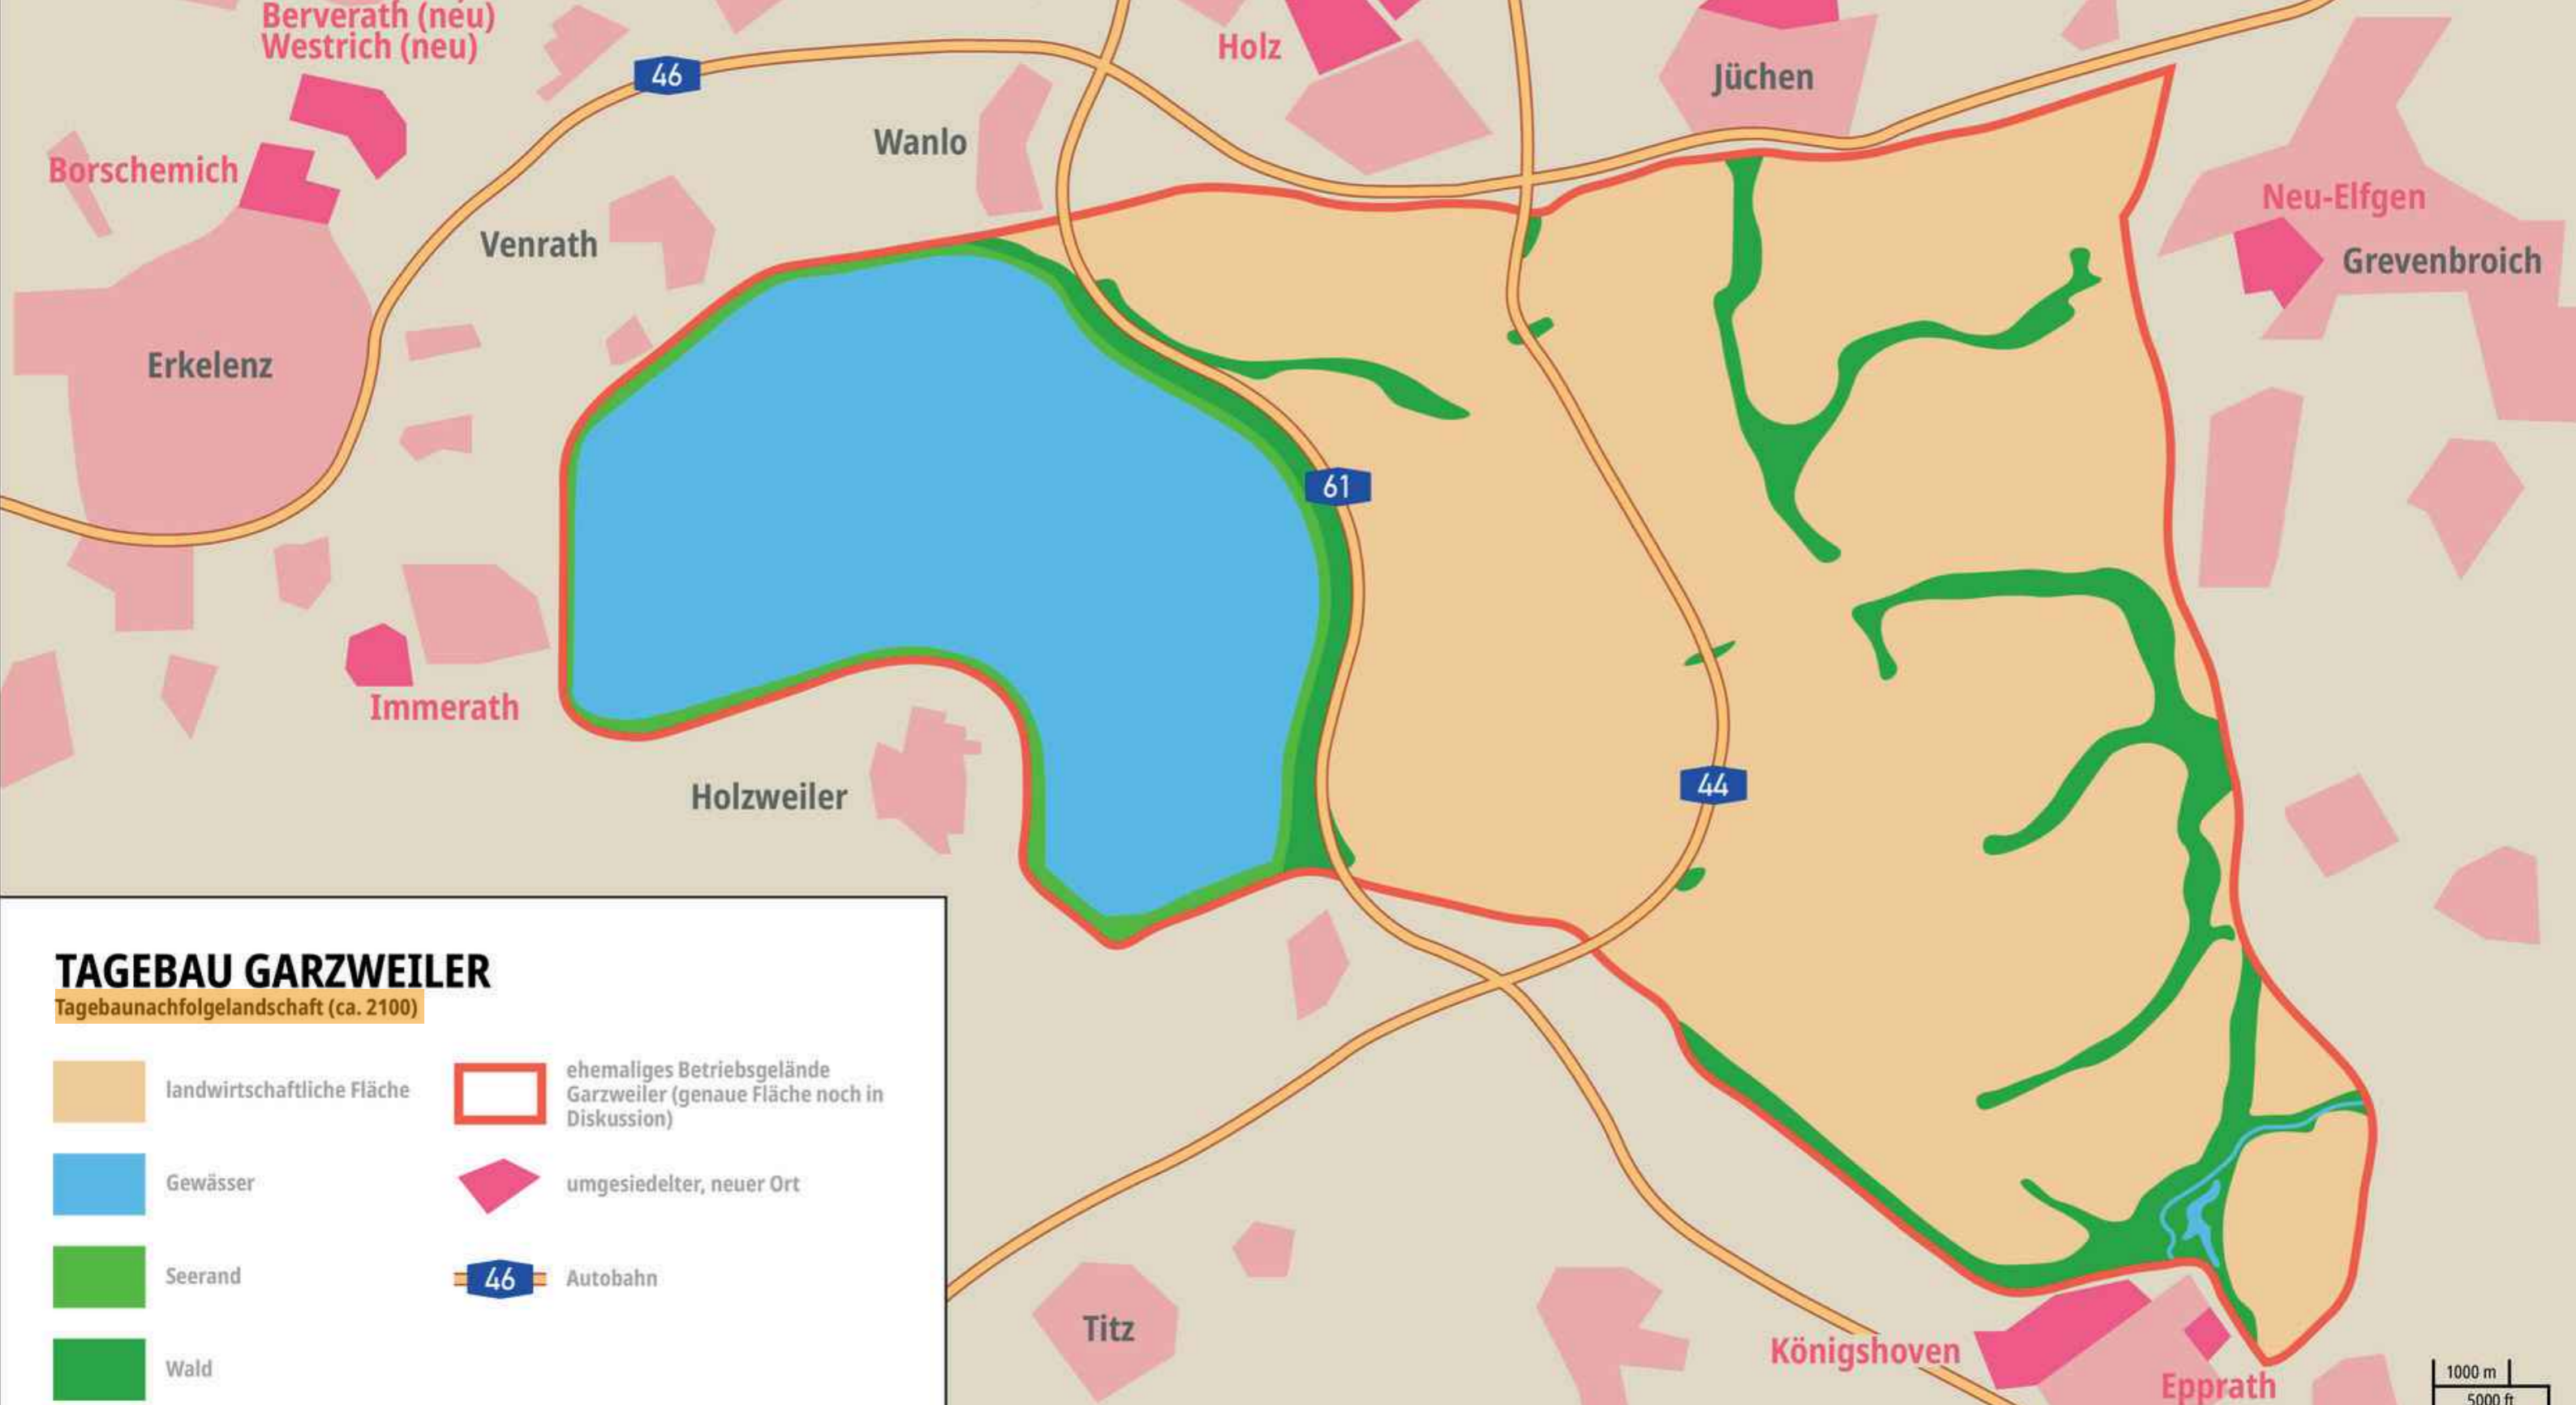 Berverath (neu)
Westrich (neu)
46
Holz
Jüchen
Wanlo
Borschemich
Neu-Elfgen
Venrath
Grevenbroich
Erkelenz
61
Immerath
44
Holzweiler
TAGEBAU GARZWEILER
Tagebaunachfolgelandschaft (ca. 2100)
landwirtschaftliche Fläche
ehemaliges Betriebsgelände
Garzweiler (genaue Fläche noch in
Diskussion)
Gewässer
umgesiedelter, neuer Ort
Seerand
46
Autobahn
Wald
Titz
Königshoven
Epprath
1000 m
5000 ft